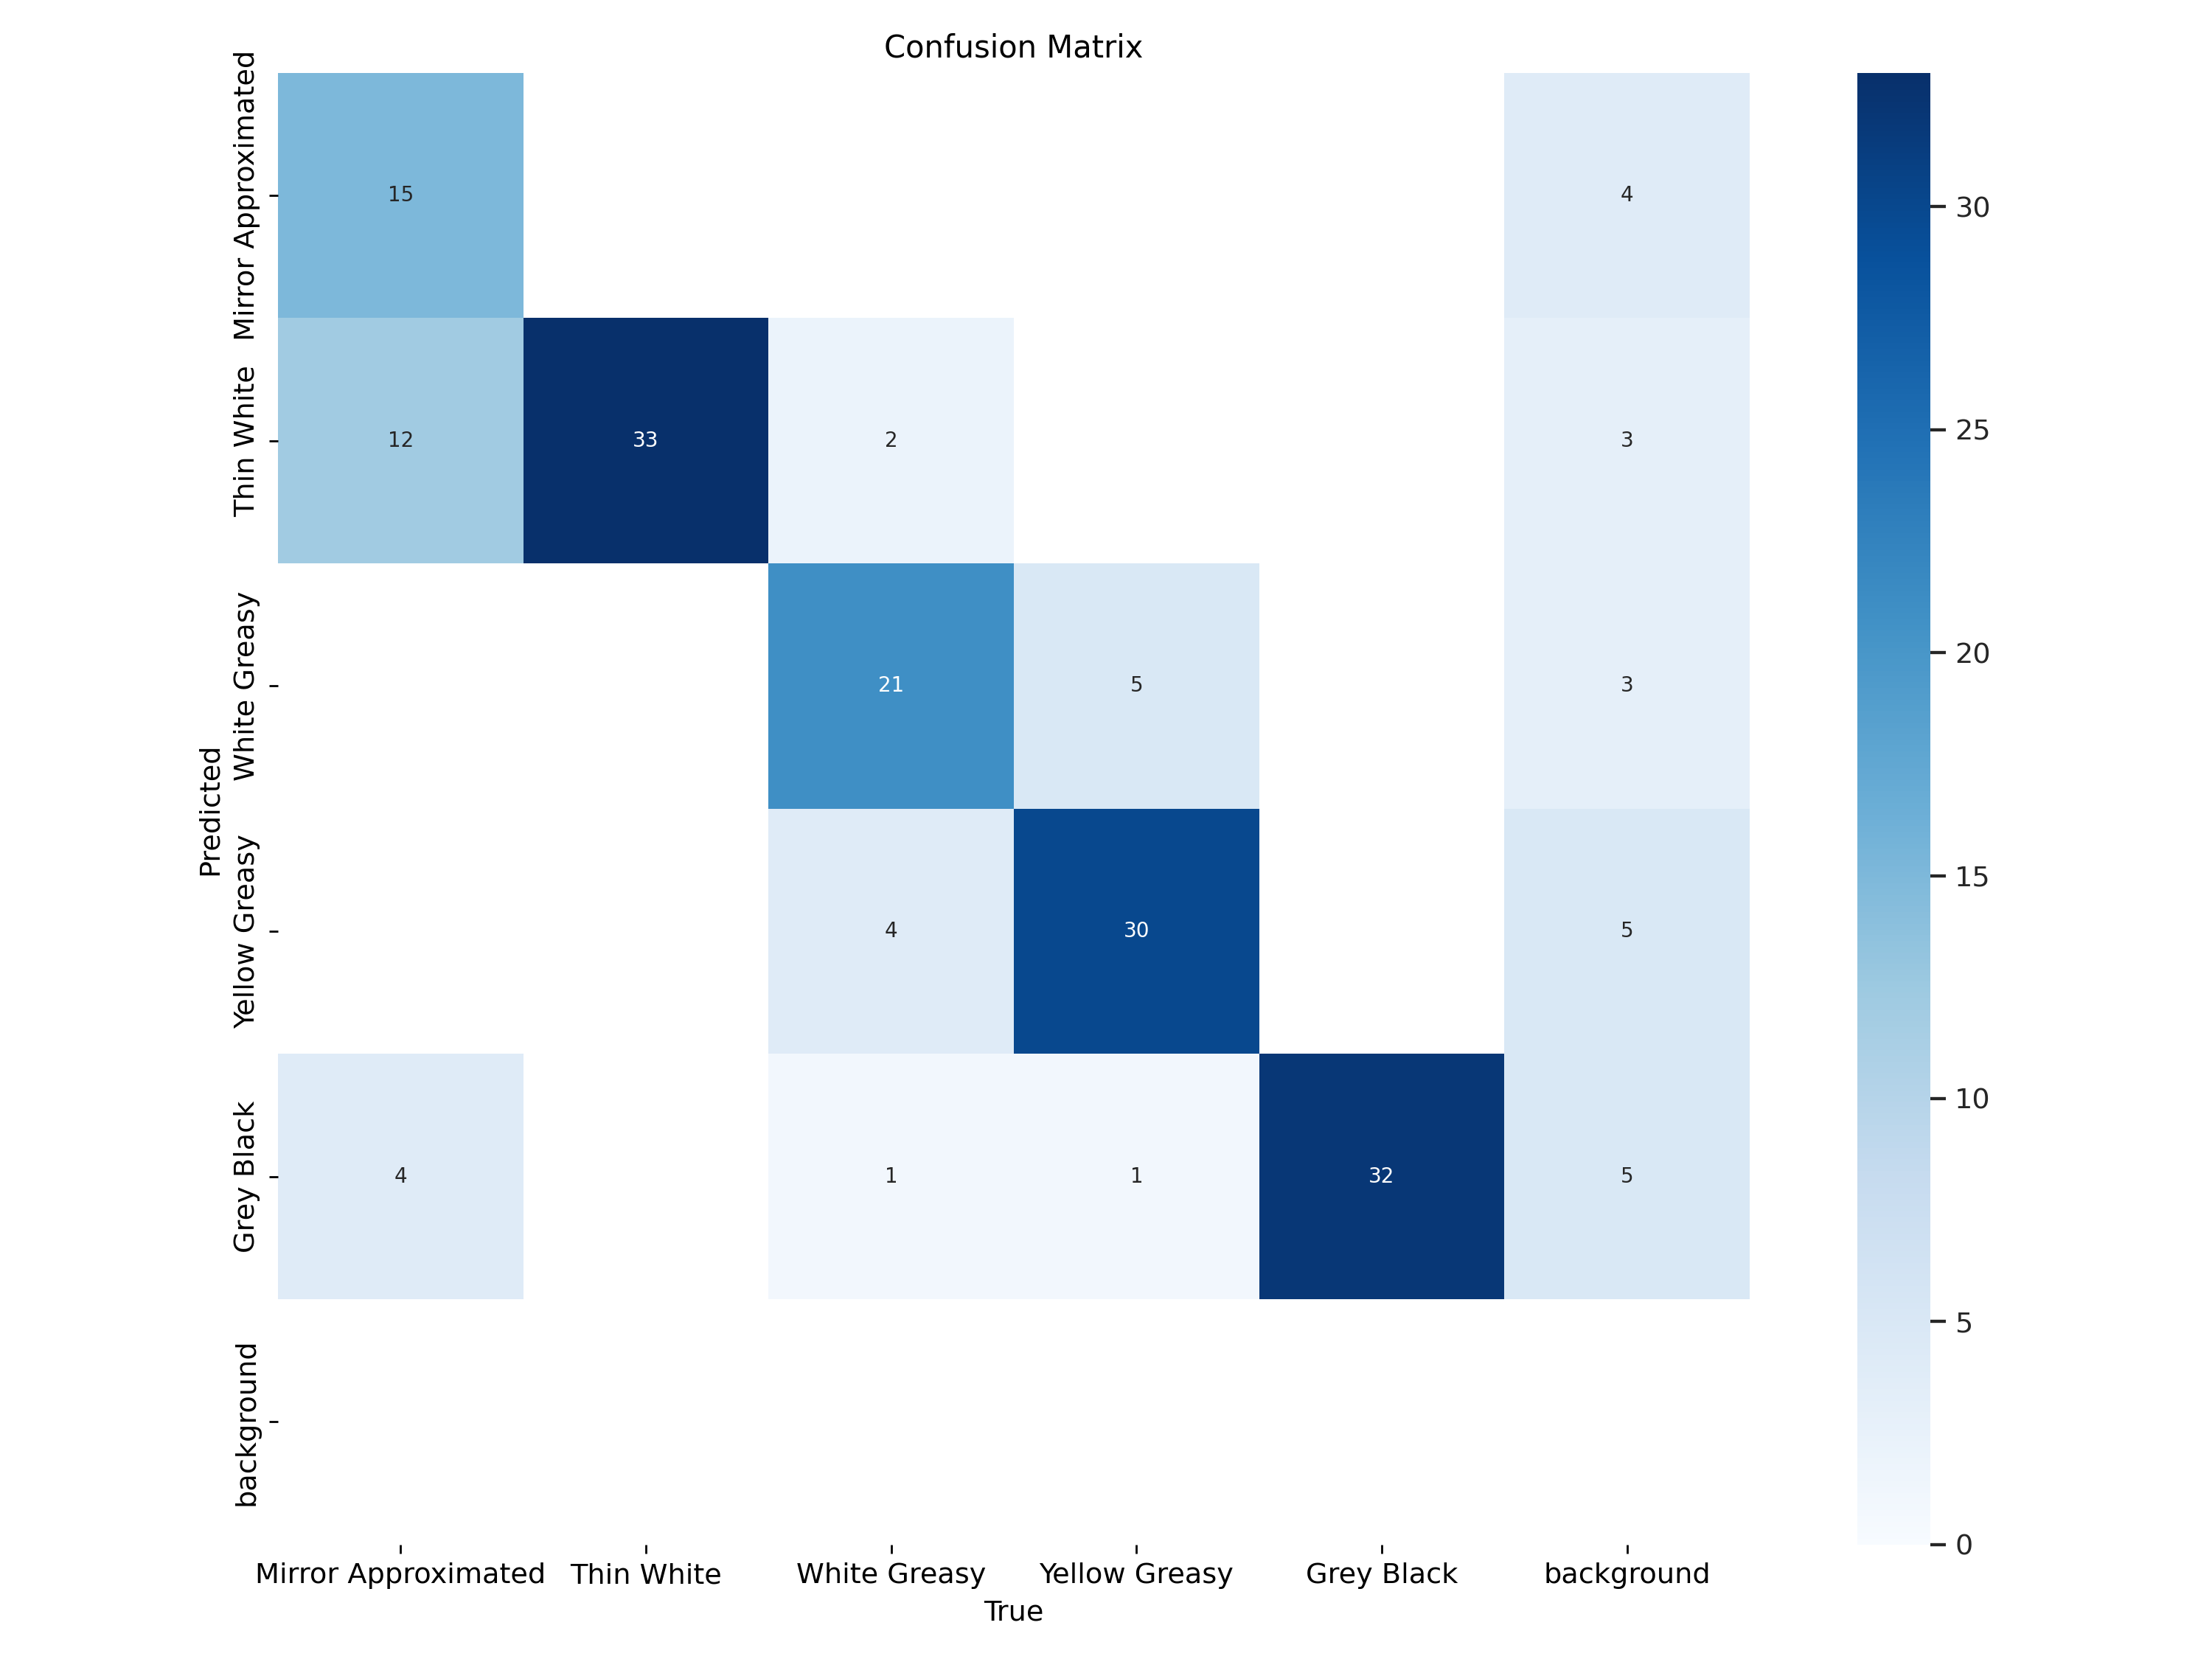 Confusion Matrix
Mirror Approximated
15
4
30
Thin White
12
33
2
3
25
White Greasy
21
5
3
20
Predicted
Yellow Greasy
4
30
5
15
Grey Black
4
1
1
32
5
10
5
background
0
Mirror Approximated
Thin White
White Greasy
Yellow Greasy
Grey Black
background
True